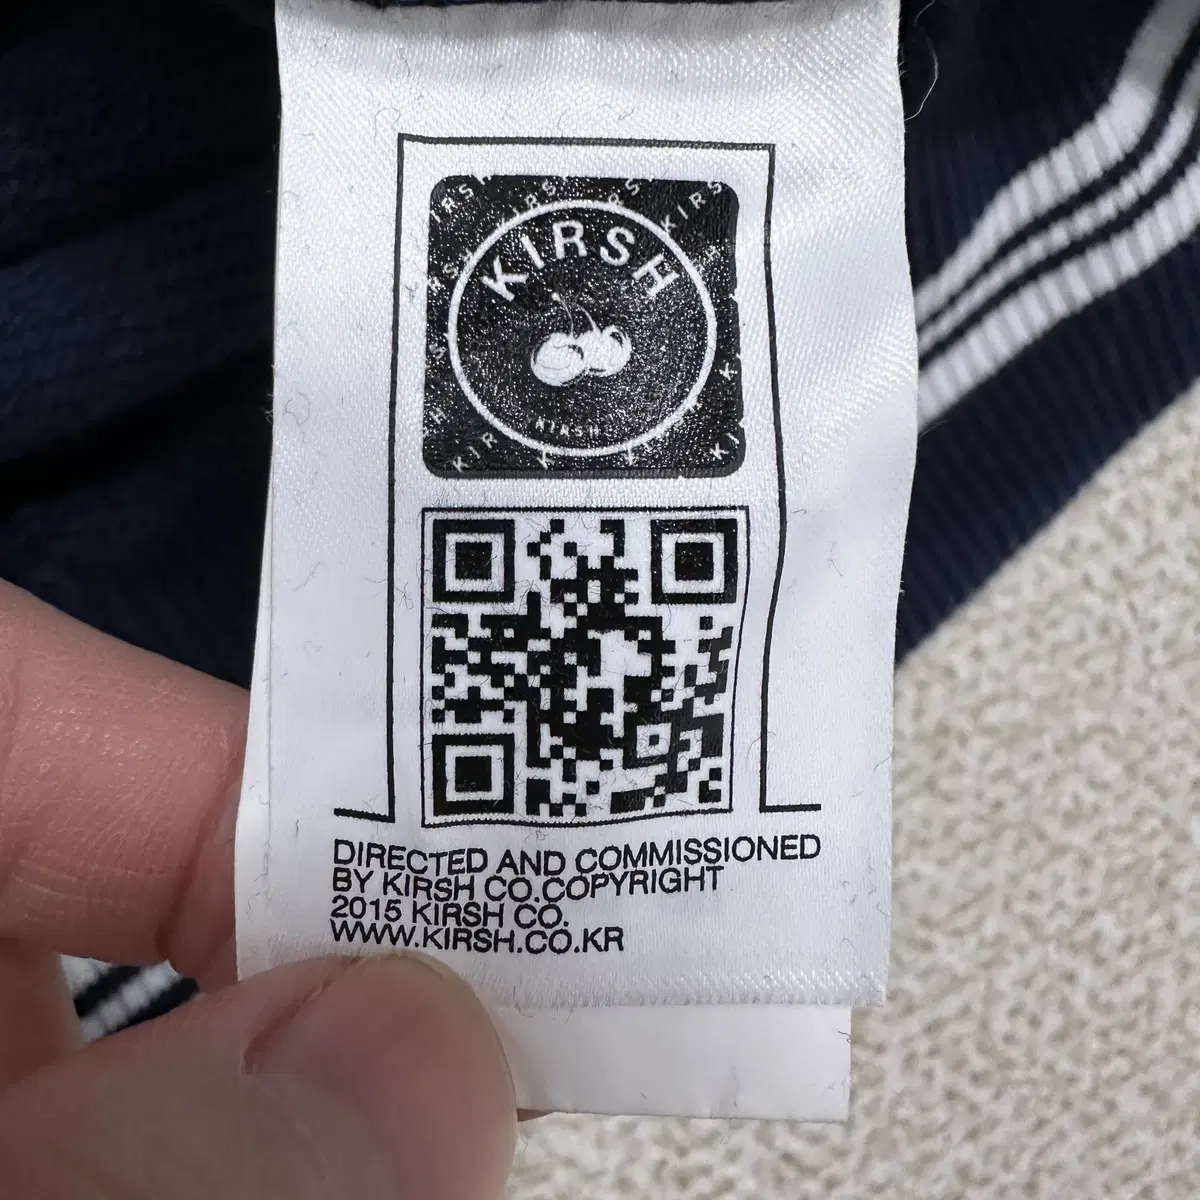 KIRSH
KIRSH
DIRECTED AND COMMISSIONED
BY KIRSH CO.COPYRIGHT
2015 KIRSH CO.
WWW.KIRSH.CO.KR